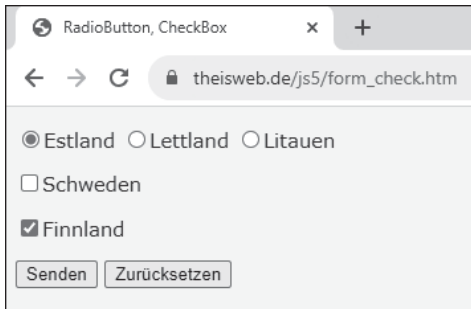 RadioButton, CheckBox
theisweb.de/js5/form_check.htm
Estland Lettland Litauen
Schweden
Finnland
Senden Zurücksetzen